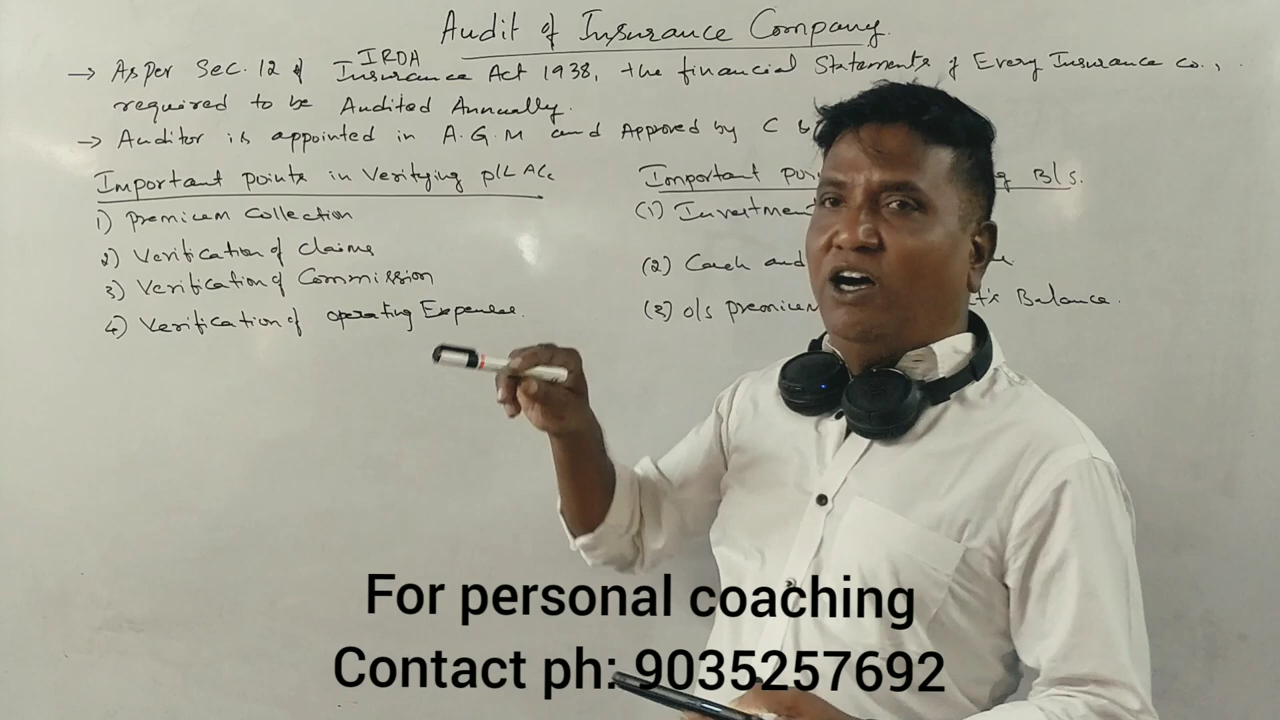 Audit of Insurance Company.
IRDA
→ As per Sec. 12 of Insurance Act 1938, the financial Statements of Every Insurance co.,
required to be Audited Annually.
→ Auditor is appointed in A.G.M and Approved by C &
Important points in Verifying P/L A/c
Important B/s.
1) Premium Collection
2) Verification of claims
3) Verification of Commission
4) Verification of operating Expenses.
(1) Investmen
(2) Cash and
(3) o/s premium Balance.
For personal coaching
Contact ph: 9035257692